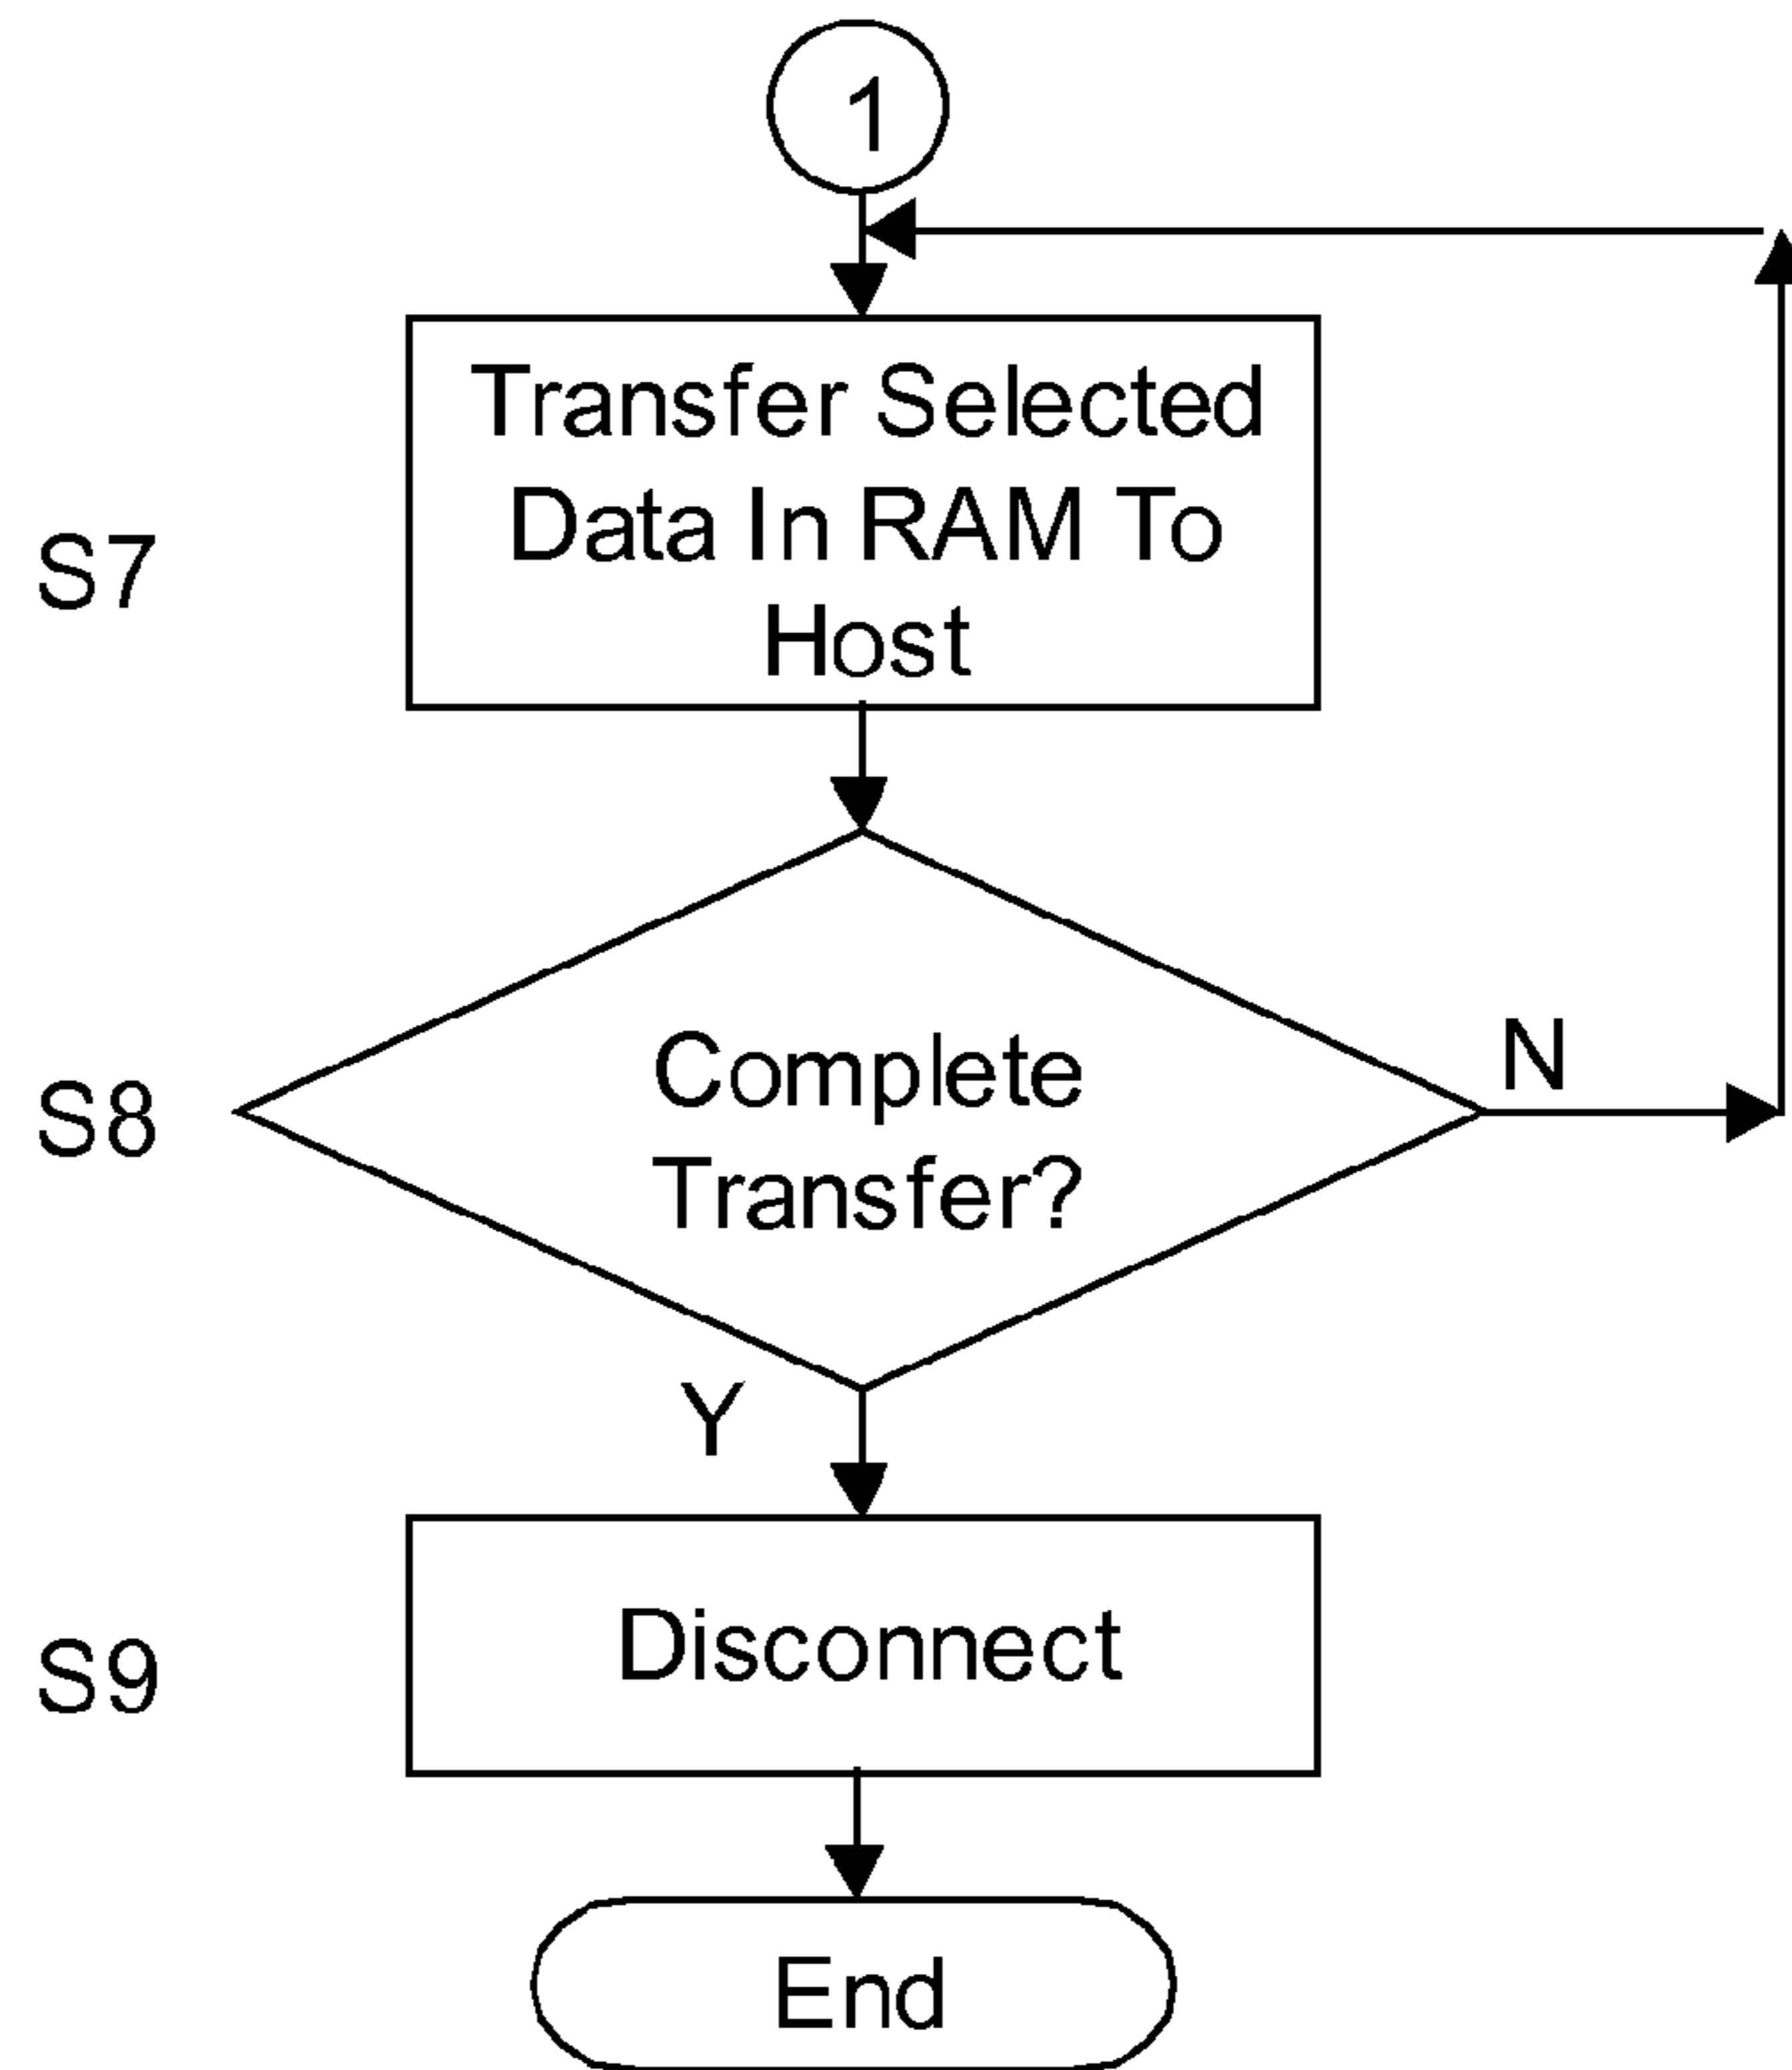 1
Transfer Selected
Data In RAM To
Host
S7
Complete
Transfer?
S8
N
Y
Disconnect
S9
End